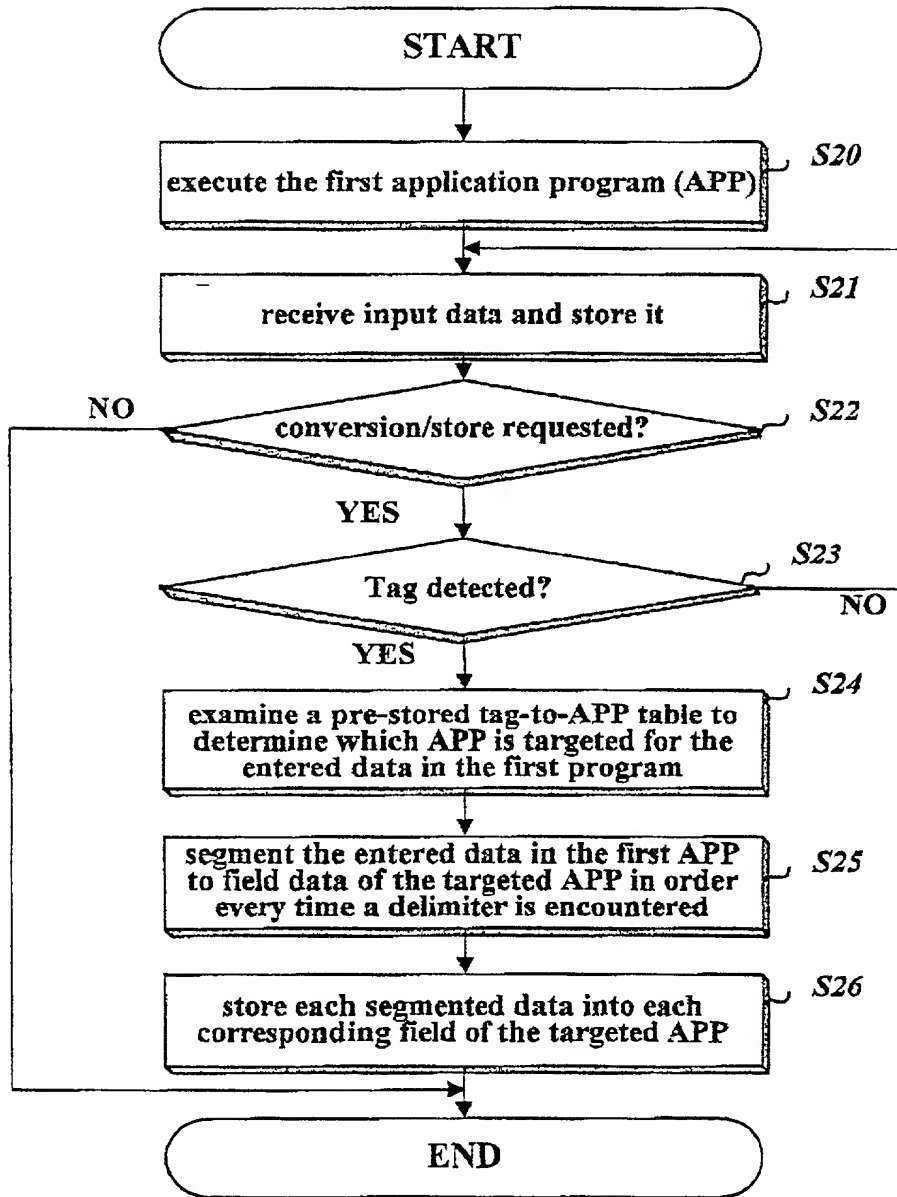 START
S20
execute the first application program (APP)
S21
receive input data and store it
NO
S22
conversion/store requested?
YES
S23
Tag detected?
NO
YES
S24
examine a pre-stored tag-to-APP table to
determine which APP is targeted for the
entered data in the first program
S25
segment the entered data in the first APP
to field data of the targeted APP in order
every time a delimiter is encountered
S26
store each segmented data into each
corresponding field of the targeted APP
END